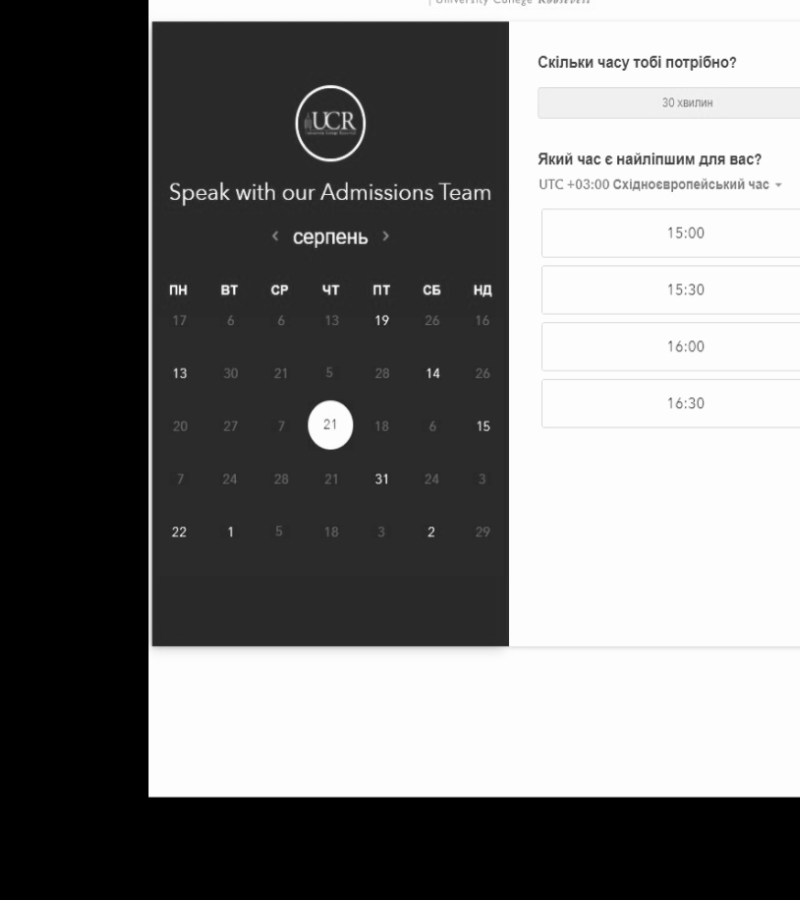 University College
UCR
Speak with our Admissions Team
серпень
ПН ВТ СР ЧТ ПТ СБ НД
17 6 6 13 19 26 16
13 30 21 5 28 14 26
20 27 7 21 18 6 15
7 24 28 21 31 24 3
22 1 5 18 3 2 29
Скільки часу тобі потрібно?
30 хвилин
Який час є найліпшим для вас?
UTC +03:00 Східноєвропейський час
15:00
15:30
16:00
16:30